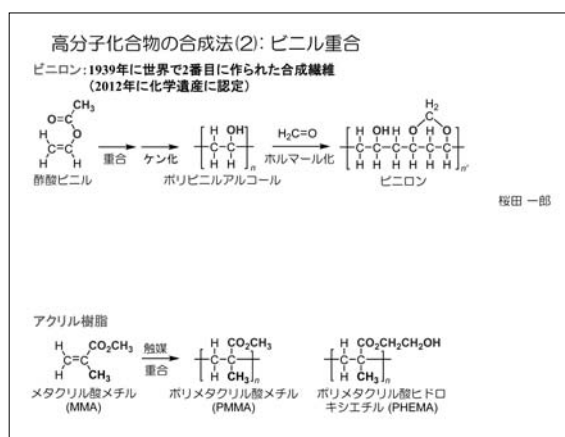 高分子化合物の合成法(2): ビニル重合
ビニロン：1939年に世界で2番目に作られた合成繊維
（2012年に化学遺産に認定）
CH3
O=C
O
H
C=C
H
H
酢酸ビニル
重合
ケン化
H OH
C-C
H H
n
ポリビニルアルコール
H2C=O
ホルマール化
H2
C
H OH H O H O
C-C-C-C-C-C
H H H H H H
n'
ビニロン
桜田 一郎
アクリル樹脂
H
CO2CH3
C=C
H
CH3
メタクリル酸メチル
(MMA)
触媒
重合
H CO2CH3
C-C
H CH3
n
ポリメタクリル酸メチル
(PMMA)
H CO2CH2CH2OH
C-C
H CH3
n
ポリメタクリル酸ヒドロ
キシエチル (PHEMA)